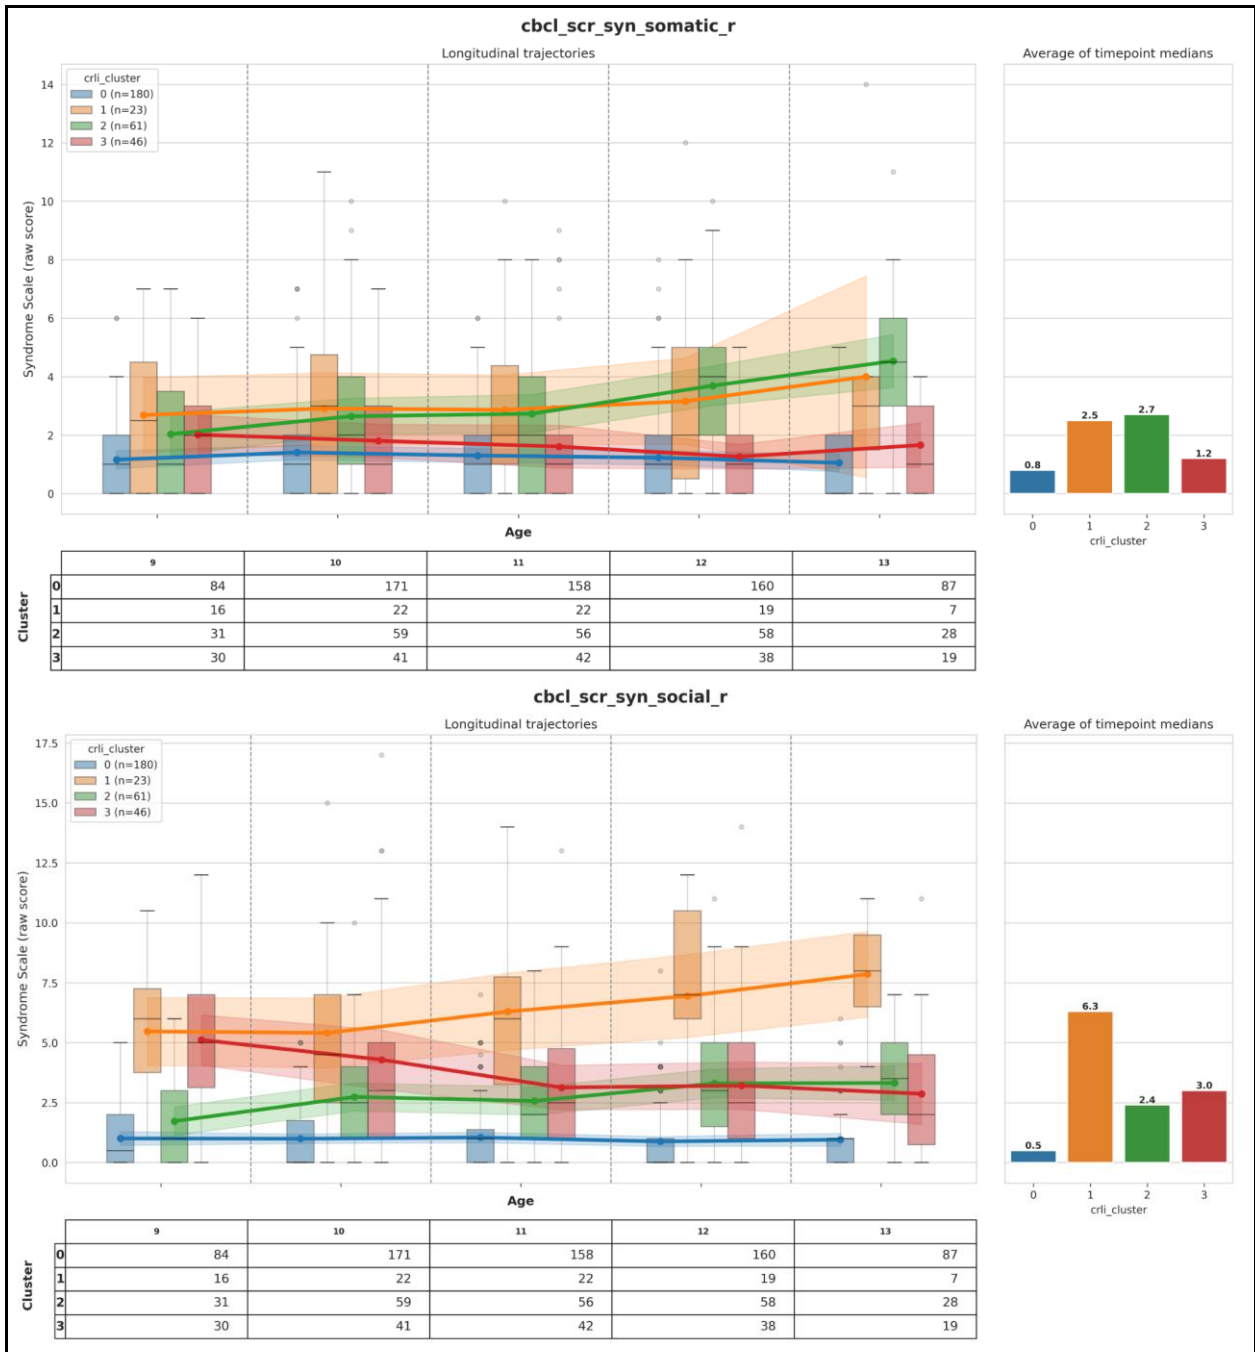 cbcl_scr_syn_somatic_r
Longitudinal trajectories
Average of timepoint medians
crli_cluster
0 (n=180)
1 (n=23)
2 (n=61)
3 (n=46)
Syndrome Scale (raw score)
14
12
10
8
6
4
2
0
0.8
2.5
2.7
1.2
0 1 2 3
crli_cluster
Age
9 10 11 12 13
Cluster
0 84 171 158 160 87
1 16 22 22 19 7
2 31 59 56 58 28
3 30 41 42 38 19
cbcl_scr_syn_social_r
Longitudinal trajectories
Average of timepoint medians
crli_cluster
0 (n=180)
1 (n=23)
2 (n=61)
3 (n=46)
Syndrome Scale (raw score)
17.5
15.0
12.5
10.0
7.5
5.0
2.5
0.0
0.5
6.3
2.4
3.0
0 1 2 3
crli_cluster
Age
9 10 11 12 13
Cluster
0 84 171 158 160 87
1 16 22 22 19 7
2 31 59 56 58 28
3 30 41 42 38 19